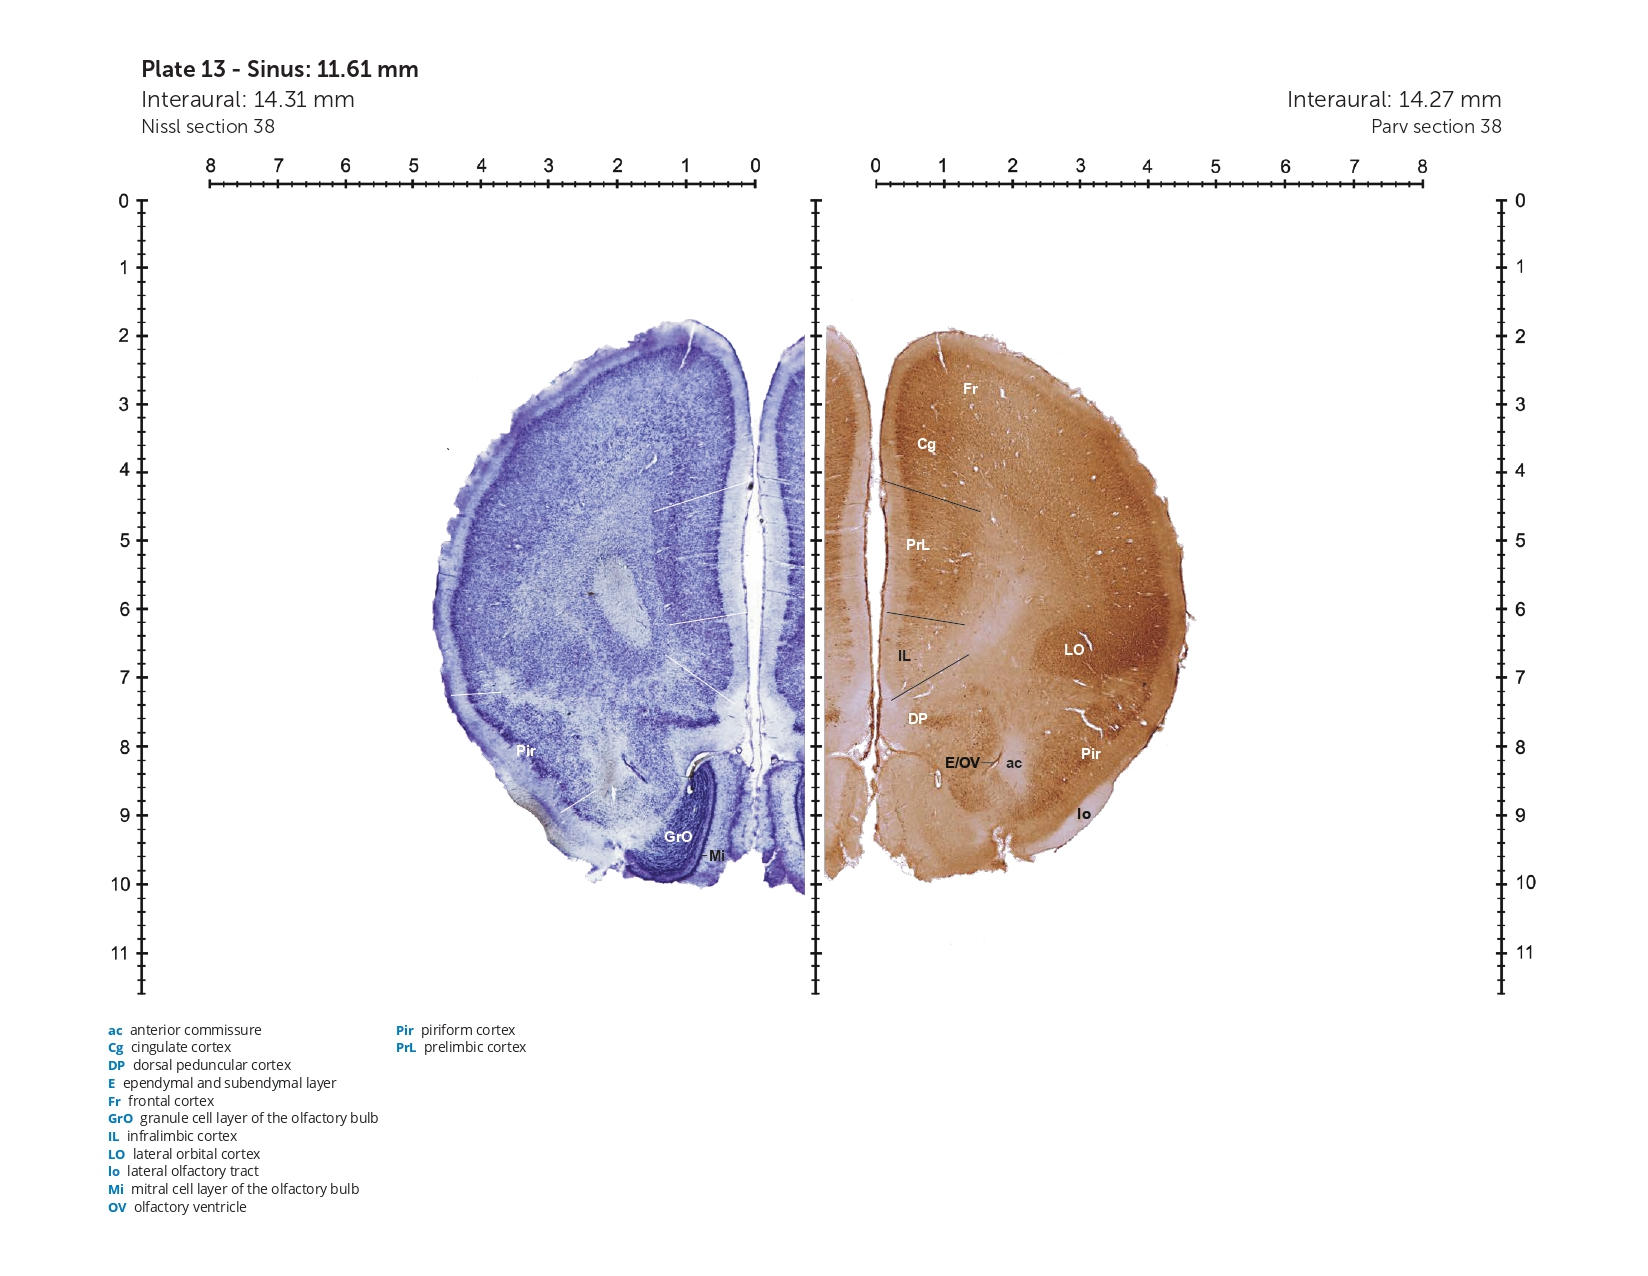 Plate 13 - Sinus: 11.61 mm
Interaural: 14.31 mm
Nissl section 38
Interaural: 14.27 mm
Parv section 38
8 7 6 5 4 3 2 1 0
0 1 2 3 4 5 6 7 8
0
1
2
3
4
5
6
7
8
9
10
11
Pir
GrO
Mi
Fr
Cg
PrL
IL
LO
DP
E/OV
ac
Pir
lo
0
1
2
3
4
5
6
7
8
9
10
11
ac anterior commissure
Cg cingulate cortex
DP dorsal peduncular cortex
E ependymal and subendymal layer
Fr frontal cortex
GrO granule cell layer of the olfactory bulb
IL infralimbic cortex
LO lateral orbital cortex
lo lateral olfactory tract
Mi mitral cell layer of the olfactory bulb
OV olfactory ventricle
Pir piriform cortex
PrL prelimbic cortex